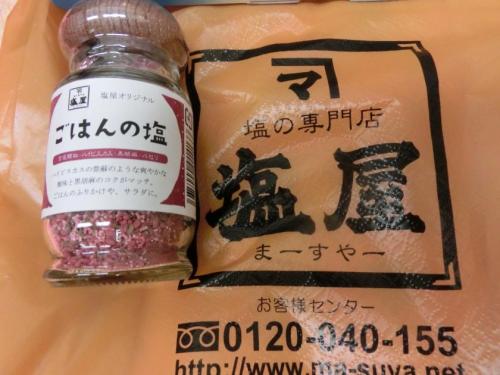 塩屋
塩屋オリジナル
ごはんの塩
ハイビスカスの紫蘇のような爽やかな
酸味と黒胡麻のコクがマッチ。
ごはんのふりかけや、サラダに。
マ
塩の専門店
塩屋
まーすやー
お客様センター
0120-040-155
http://www.ma-suya.net